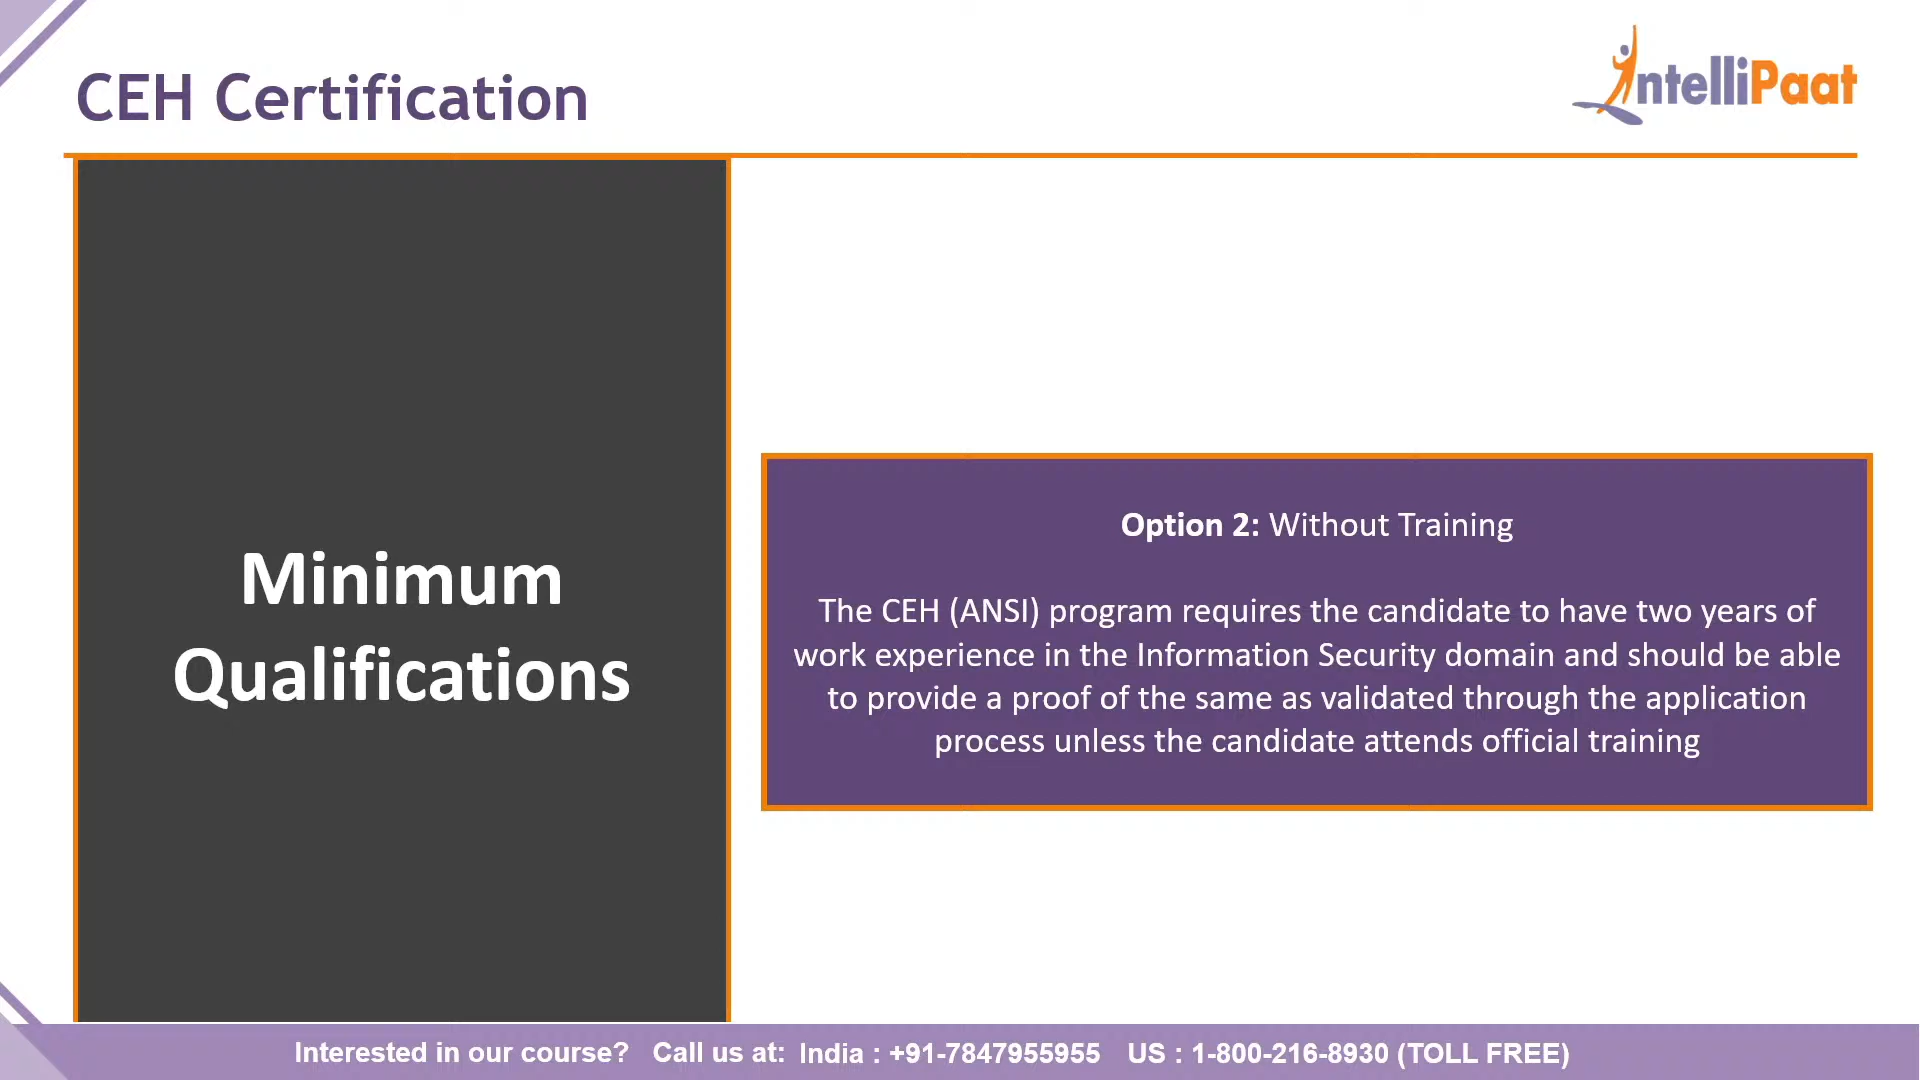 CEH Certification
IntelliPaat
Minimum
Qualifications
Option 2: Without Training
The CEH (ANSI) program requires the candidate to have two years of
work experience in the Information Security domain and should be able
to provide a proof of the same as validated through the application
process unless the candidate attends official training
Interested in our course? Call us at: India : +91-7847955955 US : 1-800-216-8930 (TOLL FREE)